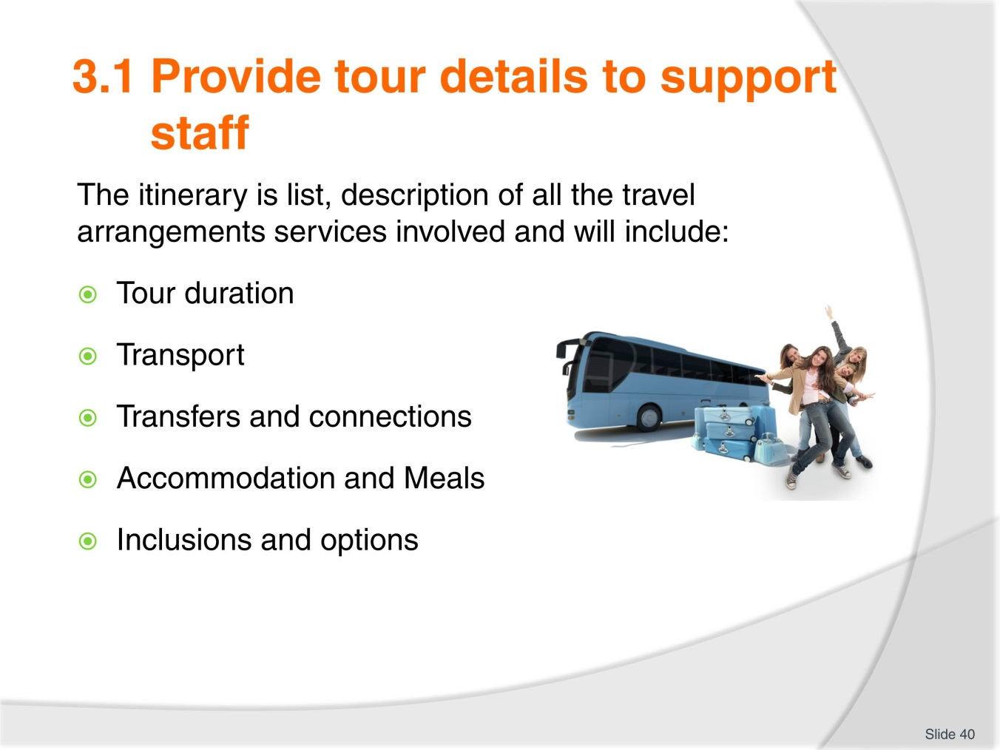 3.1 Provide tour details to support
staff
The itinerary is list, description of all the travel
arrangements services involved and will include:
Tour duration
Transport
Transfers and connections
Accommodation and Meals
Inclusions and options
Slide 40